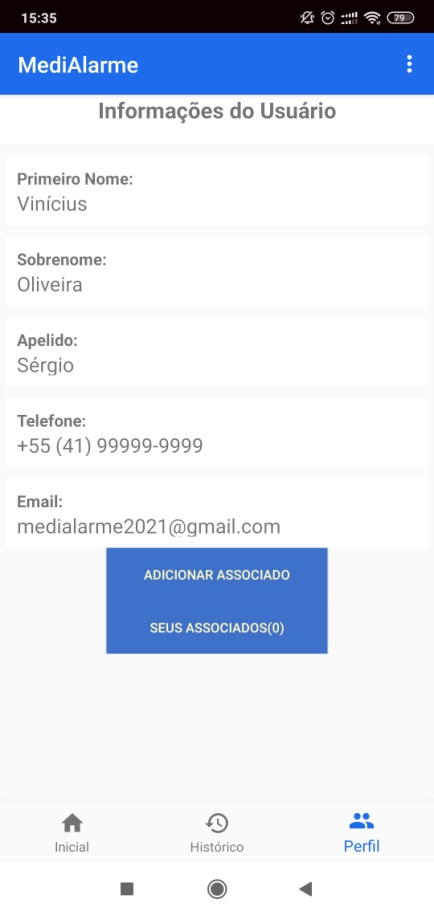 15:35
79
MediAlarme
Informações do Usuário
Primeiro Nome:
Vinícius
Sobrenome:
Oliveira
Apelido:
Sérgio
Telefone:
+55 (41) 99999-9999
Email:
medialarme2021@gmail.com
ADICIONAR ASSOCIADO
SEUS ASSOCIADOS(0)
Inicial
Histórico
Perfil